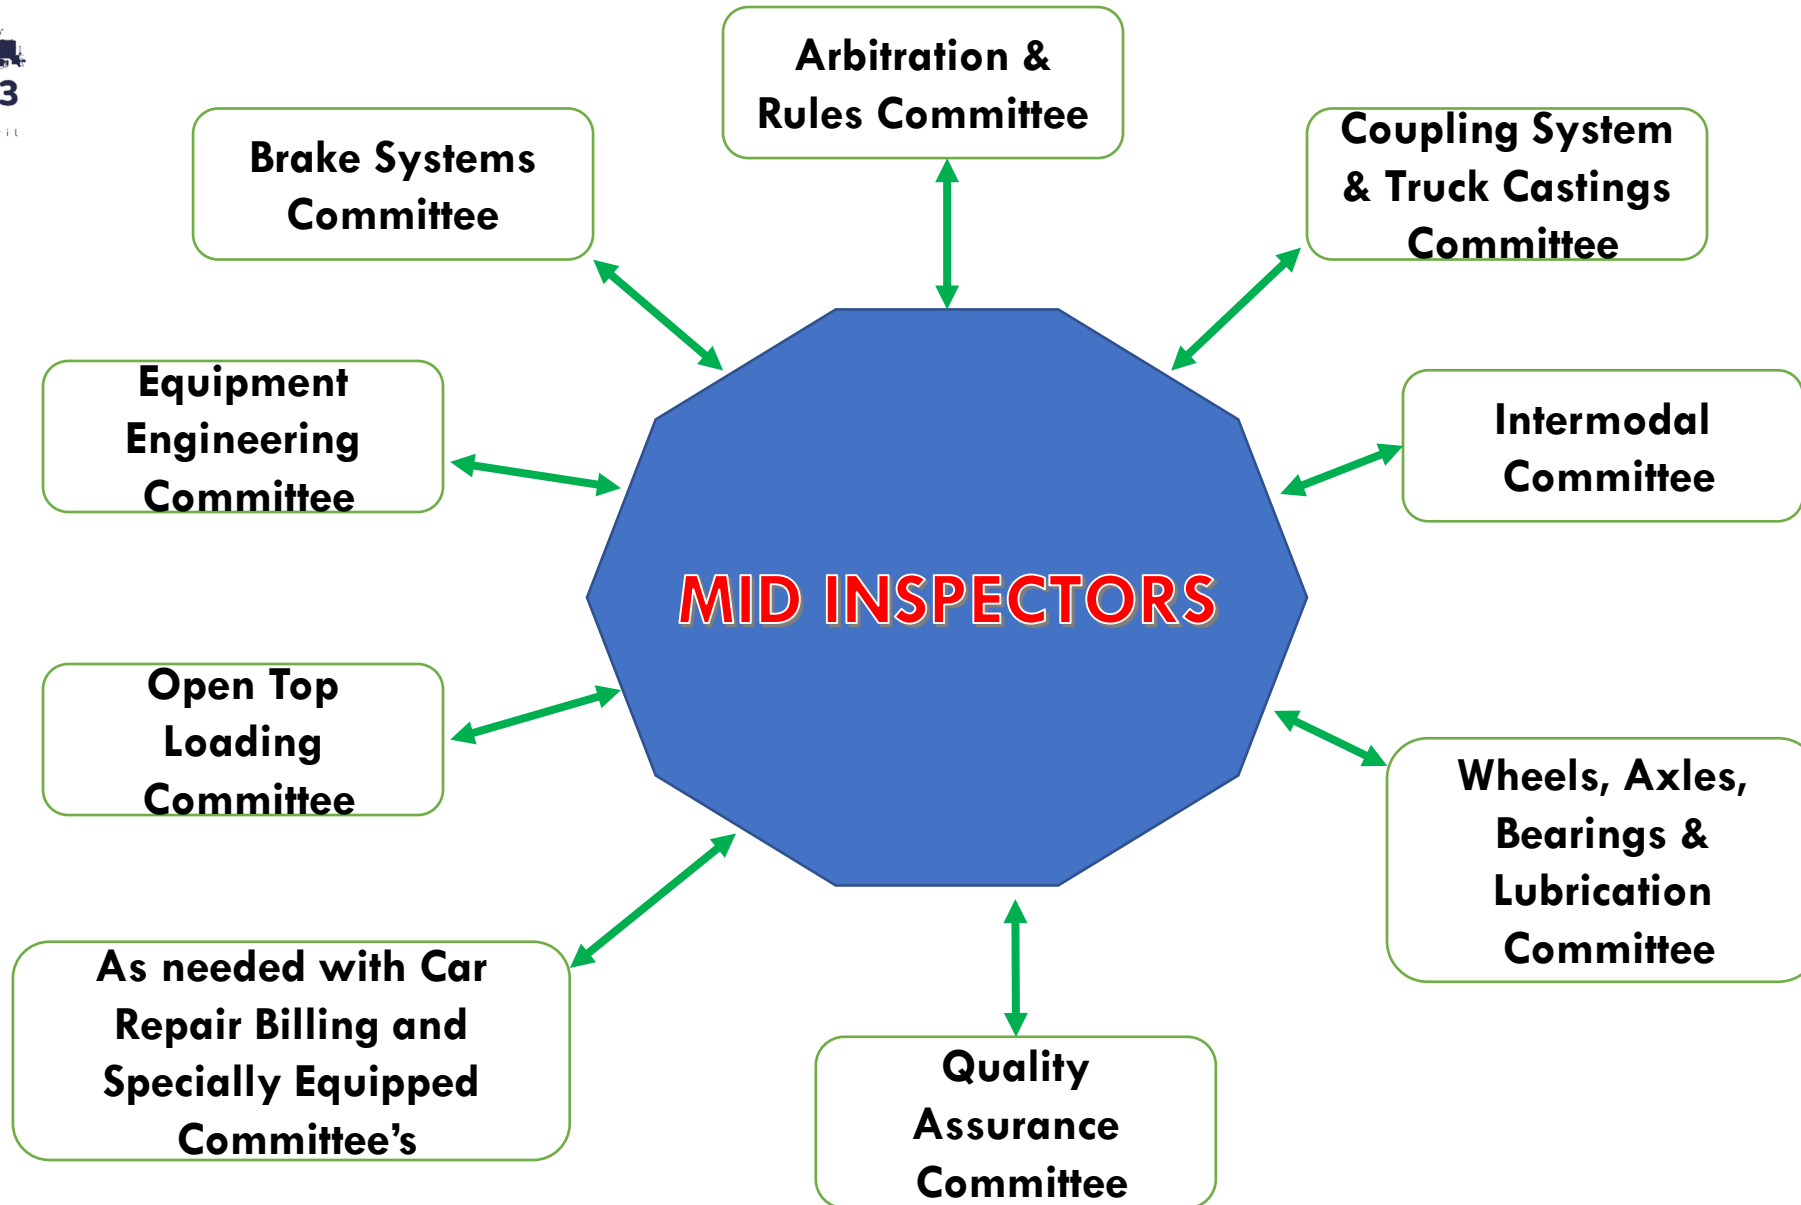 3
Arbitration &
Rules Committee
Brake Systems
Committee
Coupling System
& Truck Castings
Committee
Equipment
Engineering
Committee
Intermodal
Committee
MID INSPECTORS
Open Top
Loading
Committee
Wheels, Axles,
Bearings &
Lubrication
Committee
As needed with Car
Repair Billing and
Specially Equipped
Committee’s
Quality
Assurance
Committee